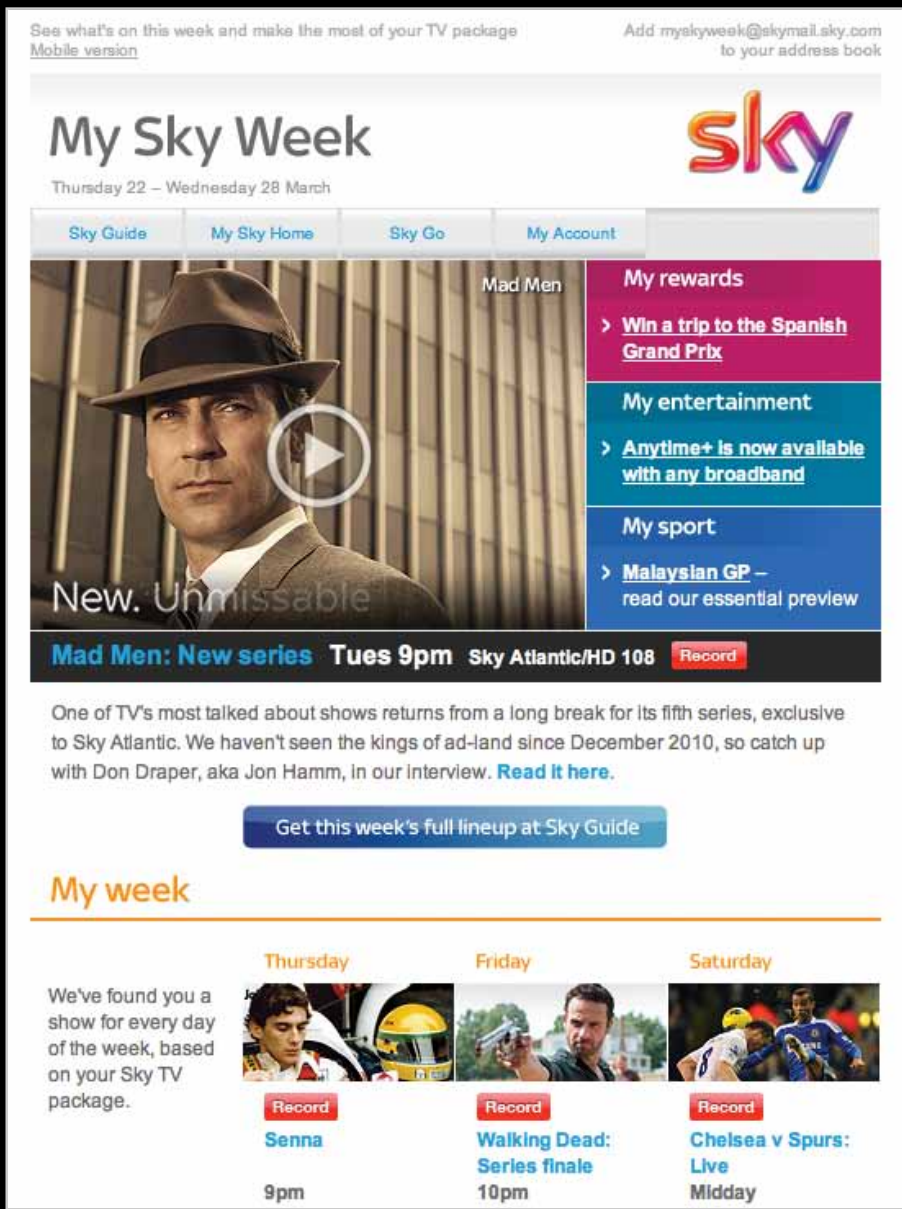 See what's on this week and make the most of your TV package
Mobile version
Add myskyweek@skymail.sky.com
to your address book
My Sky Week
sky
Thursday 22 – Wednesday 28 March
Sky Guide
My Sky Home
Sky Go
My Account
Mad Men
New. Unmissable
My rewards
> Win a trip to the Spanish
Grand Prix
My entertainment
> Anytime+ is now available
with any broadband
My sport
> Malaysian GP –
read our essential preview
Mad Men: New series Tues 9pm Sky Atlantic/HD 108 Record
One of TV's most talked about shows returns from a long break for its fifth series, exclusive
to Sky Atlantic. We haven't seen the kings of ad-land since December 2010, so catch up
with Don Draper, aka Jon Hamm, in our interview. Read it here.
Get this week's full lineup at Sky Guide
My week
We've found you a
show for every day
of the week, based
on your Sky TV
package.
Thursday
Record
Senna
9pm
Friday
Record
Walking Dead:
Series finale
10pm
Saturday
8
Record
Chelsea v Spurs:
Live
Midday